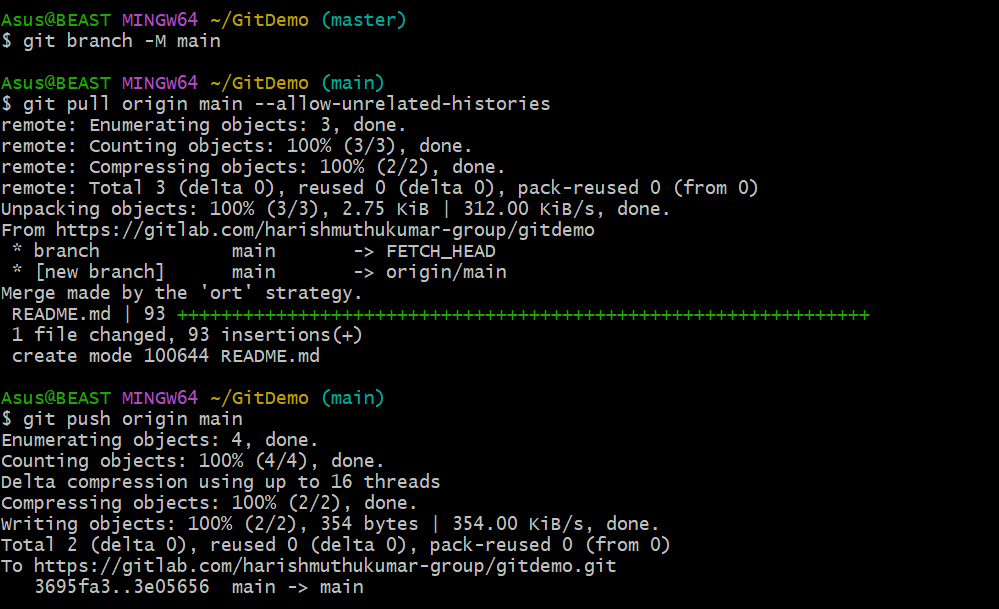 Asus@BEAST MINGW64 ~/GitDemo (master)
$ git branch -M main
Asus@BEAST MINGW64 ~/GitDemo (main)
$ git pull origin main --allow-unrelated-histories
remote: Enumerating objects: 3, done.
remote: Counting objects: 100% (3/3), done.
remote: Compressing objects: 100% (2/2), done.
remote: Total 3 (delta 0), reused 0 (delta 0), pack-reused 0 (from 0)
Unpacking objects: 100% (3/3), 2.75 KiB | 312.00 KiB/s, done.
From https://gitlab.com/harishmuthukumar-group/gitdemo
 * branch            main       -> FETCH_HEAD
 * [new branch]      main       -> origin/main
Merge made by the 'ort' strategy.
 README.md | 93 +++++++++++++++++++++++++++++++++++++++++++++++++++++++++++++++
 1 file changed, 93 insertions(+)
 create mode 100644 README.md
Asus@BEAST MINGW64 ~/GitDemo (main)
$ git push origin main
Enumerating objects: 4, done.
Counting objects: 100% (4/4), done.
Delta compression using up to 16 threads
Compressing objects: 100% (2/2), done.
Writing objects: 100% (2/2), 354 bytes | 354.00 KiB/s, done.
Total 2 (delta 0), reused 0 (delta 0), pack-reused 0 (from 0)
To https://gitlab.com/harishmuthukumar-group/gitdemo.git
   3695fa3..3e05656  main -> main